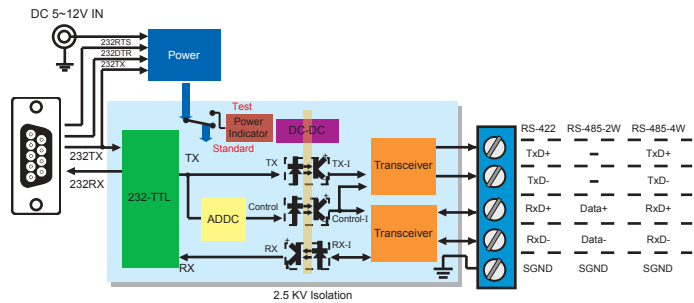 DC 5~12V IN
232RTS
232DTR
232TX
Power
Test
Power
Indicator
DC-DC
Standard
RS-422 RS-485-2W RS-485-4W
232TX
232RX
232-TTL
TX
TX
TX-I
Transceiver
TxD+ - TxD+
TxD- - TxD-
ADDC
Control
Control-I
Transceiver
RxD+ Data+ RxD+
RX
RX
RX-I
RxD- Data- RxD-
SGND SGND SGND
2.5 KV Isolation